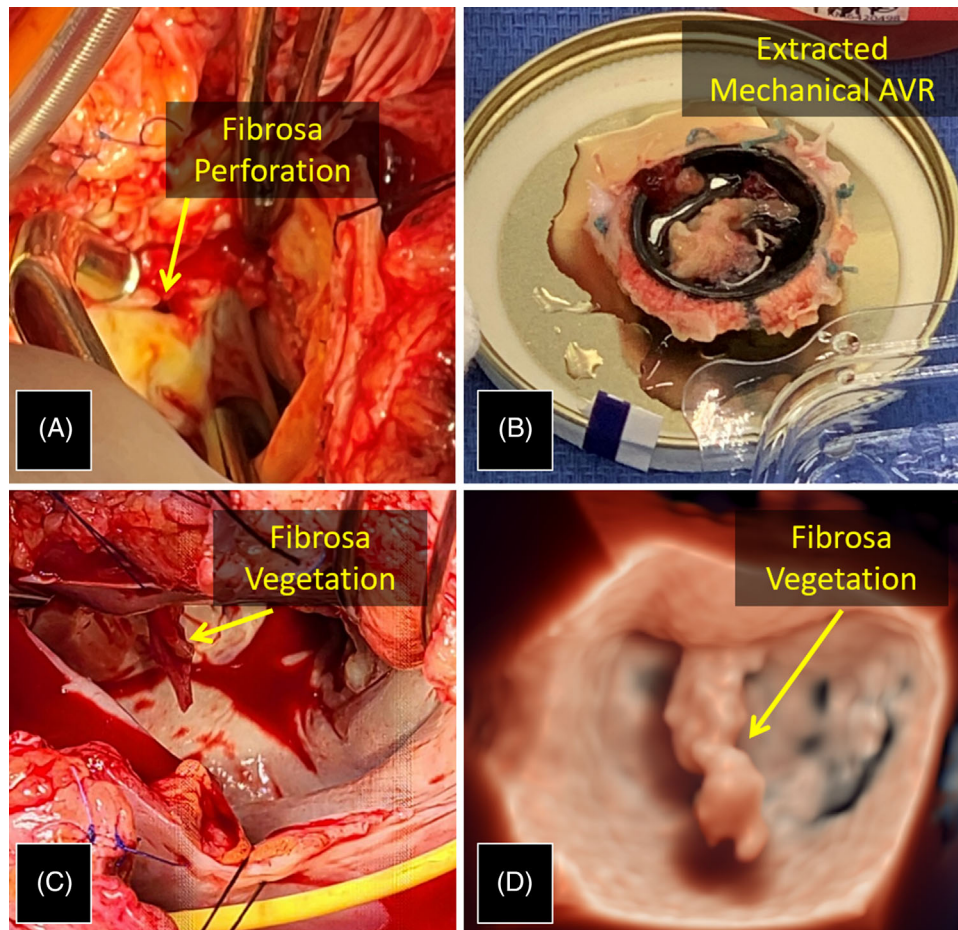 Fibrosa
Perforation
(A)
Extracted
Mechanical AVR
(B)
Fibrosa
Vegetation
(C)
Fibrosa
Vegetation
(D)